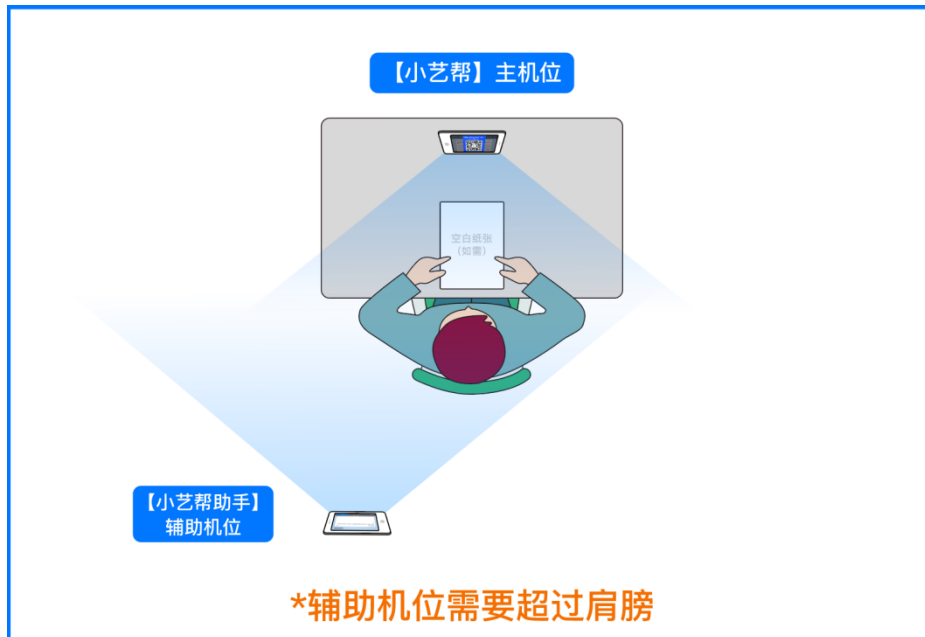 【小艺帮】主机位
空白纸张
（如需）
【小艺帮助手】
辅助机位
*辅助机位需要超过肩膀